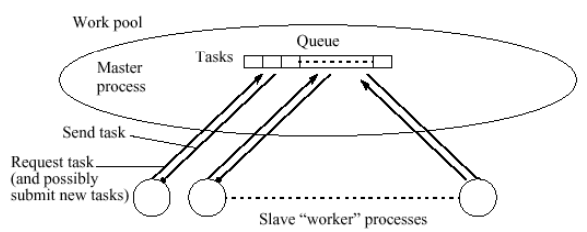 Work pool
Queue
Tasks
Master
process
Send task
Request task
(and possibly
submit new tasks)
Slave “worker” processes